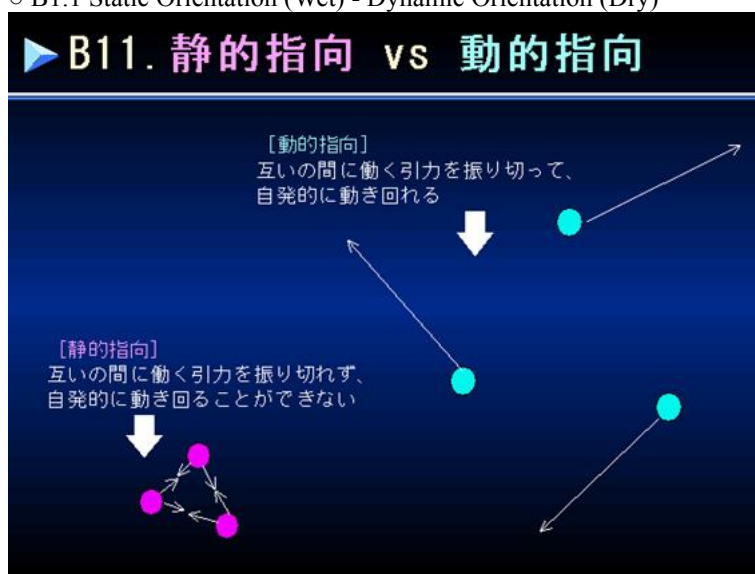 ○ B1.1 Static Orientation (Wet) - Dynamic Orientation (Dry)
B11.静的指向 vs 動的指向
[動的指向]
互いの間に働く引力を振り切って、
自発的に動き回れる
[静的指向]
互いの間に働く引力を振り切れず、
自発的に動き回ることができない